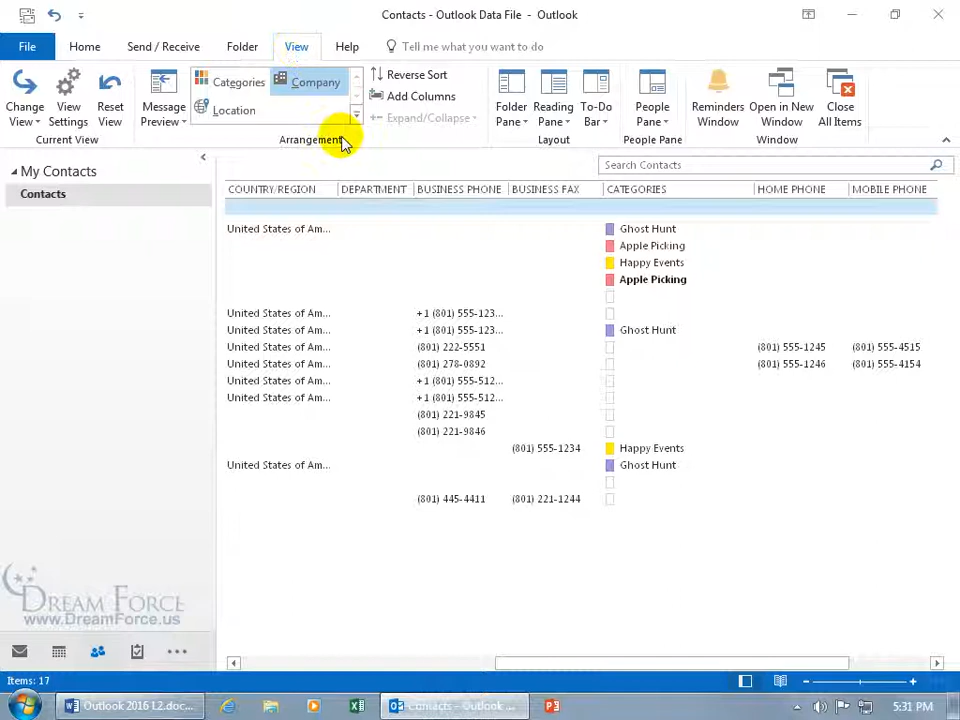 Contacts - Outlook Data File - Outlook
File Home Send / Receive Folder View Help Tell me what you want to do
Change View View Settings Reset View Message Preview Categories Company Location Reverse Sort Add Columns Expand/Collapse Folder Pane Reading Pane To-Do Bar People Pane Reminders Window Open in New Window Close All Items
Current View Arrangement Layout People Pane Window
My Contacts
Contacts
Search Contacts
COUNTRY/REGION DEPARTMENT BUSINESS PHONE BUSINESS FAX CATEGORIES HOME PHONE MOBILE PHONE
United States of Am... Ghost Hunt
Apple Picking
Happy Events
Apple Picking
United States of Am... +1 (801) 555-123...
United States of Am... +1 (801) 555-123... Ghost Hunt
United States of Am... (801) 222-5551 (801) 555-1245 (801) 555-4515
United States of Am... (801) 278-0892 (801) 555-1246 (801) 555-4154
United States of Am... +1 (801) 555-512...
United States of Am... +1 (801) 555-512...
(801) 221-9845
(801) 221-9846
(801) 555-1234 Happy Events
United States of Am... Ghost Hunt
(801) 445-4411 (801) 221-1244
DREAM FORCE
www.DreamForce.us
Items: 17
Outlook 2016 L2.doc... Contacts - Outlook ... 5:31 PM